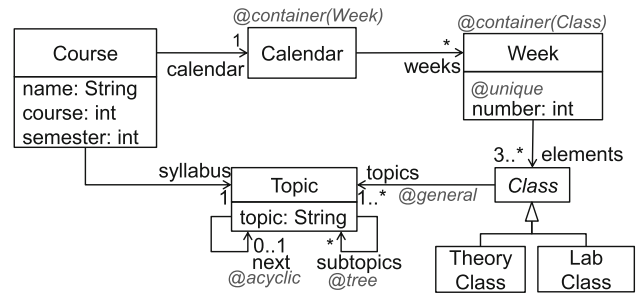 @container(Week)
@container(Class)
Course
1
Calendar
*
Week
calendar
weeks
name: String
course: int
semester: int
@unique
number: int
3..*
elements
syllabus
topics
1
Topic
1..*
@general
Class
topic: String
0..1
next
@acyclic
*
subtopics
@tree
Theory
Class
Lab
Class